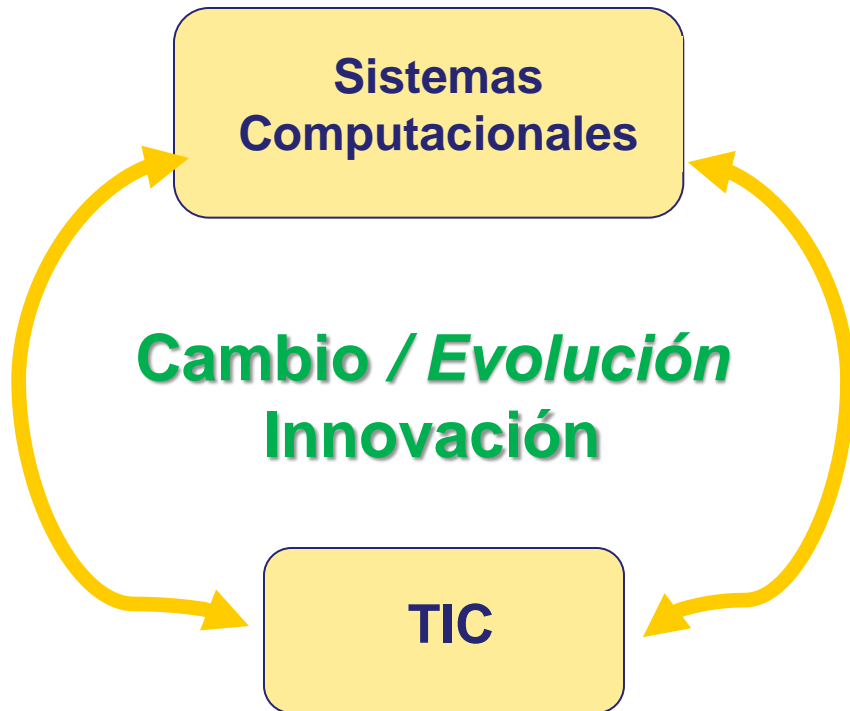 Sistemas
Computacionales
Cambio / Evolución
Innovación
TIC